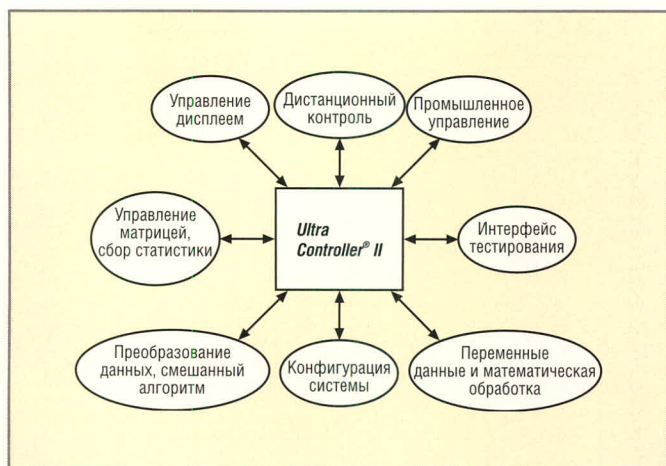 Управление
дисплеем
Дистанционный
контроль
Промышленное
управление
Управление
матрицей,
сбор статистики
Ultra
Controller® II
Интерфейс
тестирования
Преобразование
данных, смешанный
алгоритм
Конфигурация
системы
Переменные
данные и математическая
обработка